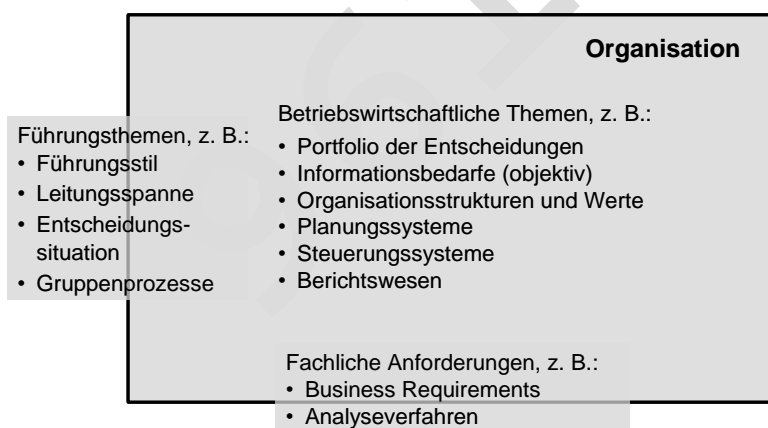 Organisation
Führungsthemen, z. B.:
• Führungsstil
• Leitungsspanne
• Entscheidungs-
situation
• Gruppenprozesse
Betriebswirtschaftliche Themen, z. B.:
• Portfolio der Entscheidungen
• Informationsbedarfe (objektiv)
• Organisationsstrukturen und Werte
• Planungssysteme
• Steuerungssysteme
• Berichtswesen
Fachliche Anforderungen, z. B.:
• Business Requirements
• Analyseverfahren